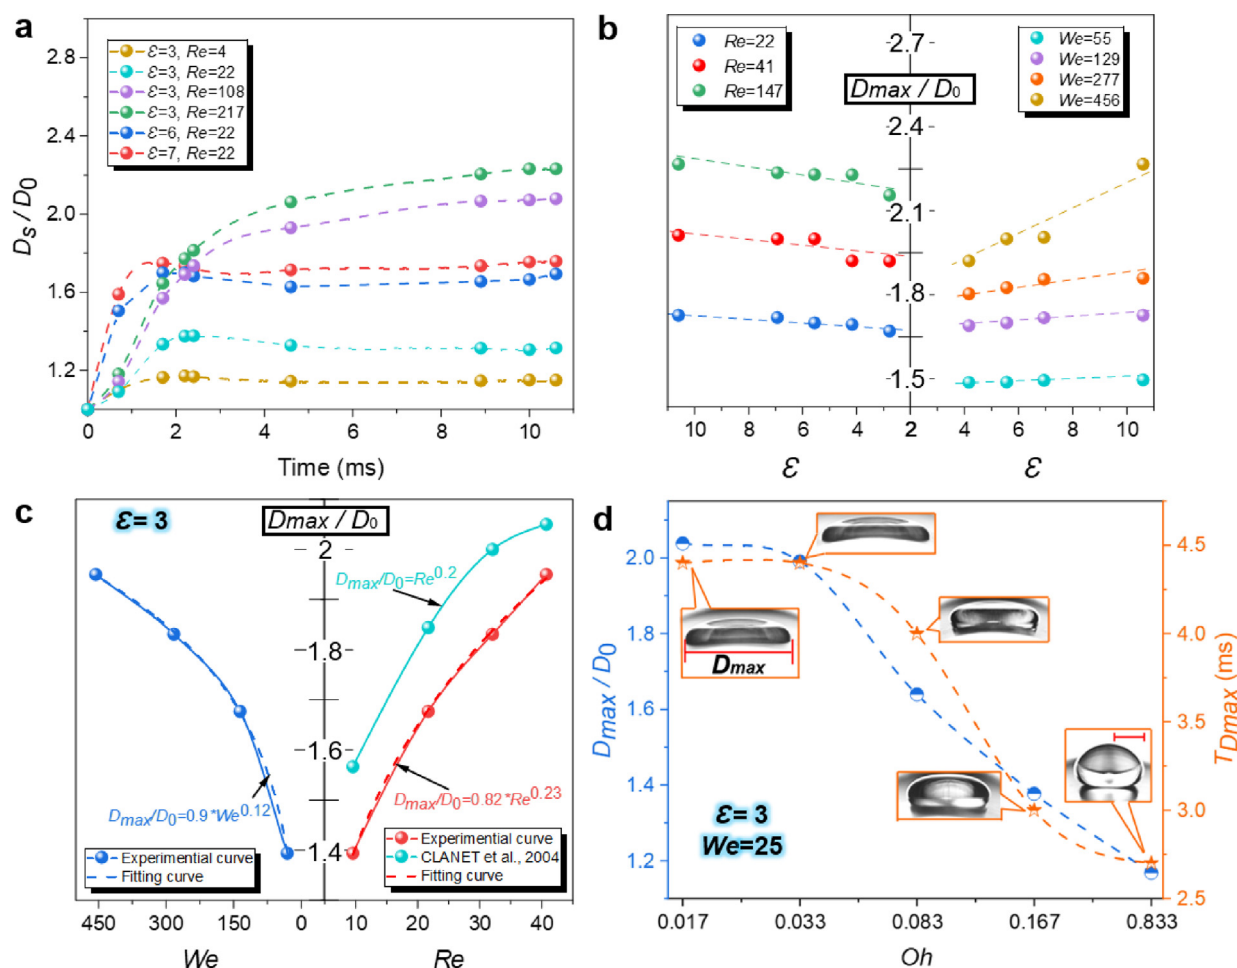 a
2.8
2.4
2.0
1.6
1.2
Ds / D0
ε=3, Re=4
ε=3, Re=22
ε=3, Re=108
ε=3, Re=217
ε=6, Re=22
ε=7, Re=22
0 2 4 6 8 10
Time (ms)
b
Re=22
Re=41
Re=147
2.7
Dmax / D0
2.4
2.1
1.8
1.5
We=55
We=129
We=277
We=456
10 8 6 4 2 4 6 8 10
ε ε
c
ε= 3
Dmax / D0
2
1.8
1.6
1.4
Dmax/D0=Re0.2
Dmax/D0=0.9*We0.12
Dmax/D0=0.82*Re0.23
Experimential curve
Fitting curve
Experimential curve
CLANET et al., 2004
Fitting curve
450 300 150 0 10 20 30 40
We Re
d
2.0
1.8
1.6
1.4
1.2
Dmax / D0
Dmax
ε= 3
We=25
4.5
4.0
3.5
3.0
2.5
TDmax (ms)
0.017 0.033 0.083 0.167 0.833
Oh